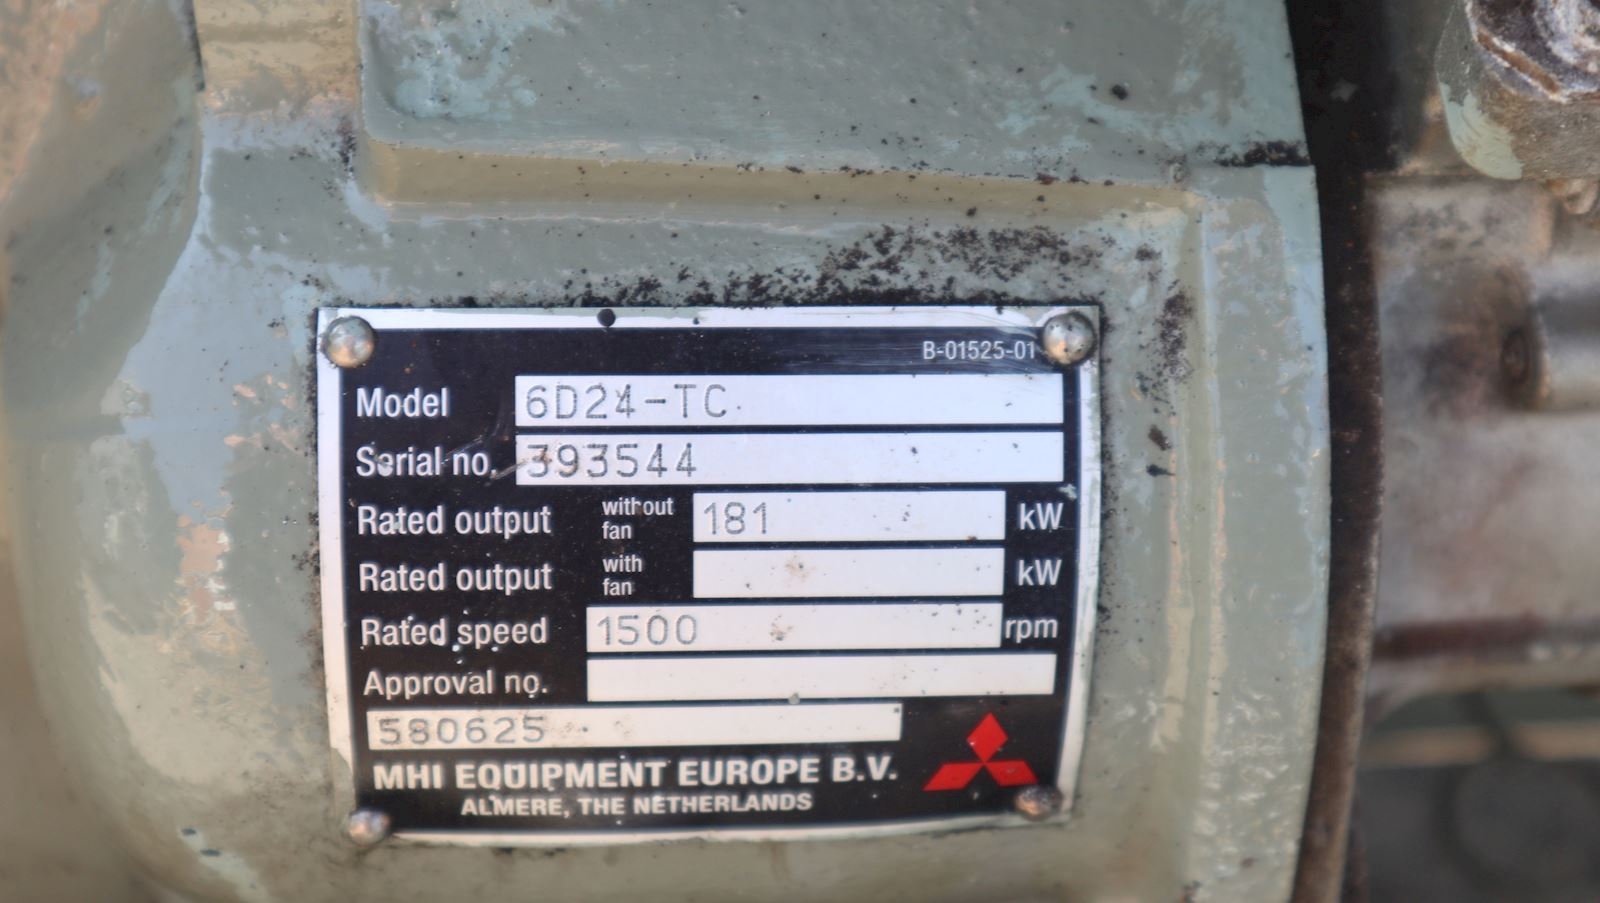 B-01525-01
Model 6D24-TC
Serial no. 393544
Rated output without fan 181 kW
Rated output with fan kW
Rated speed 1500 rpm
Approval no.
580625
MHI EQUIPMENT EUROPE B.V.
ALMERE, THE NETHERLANDS